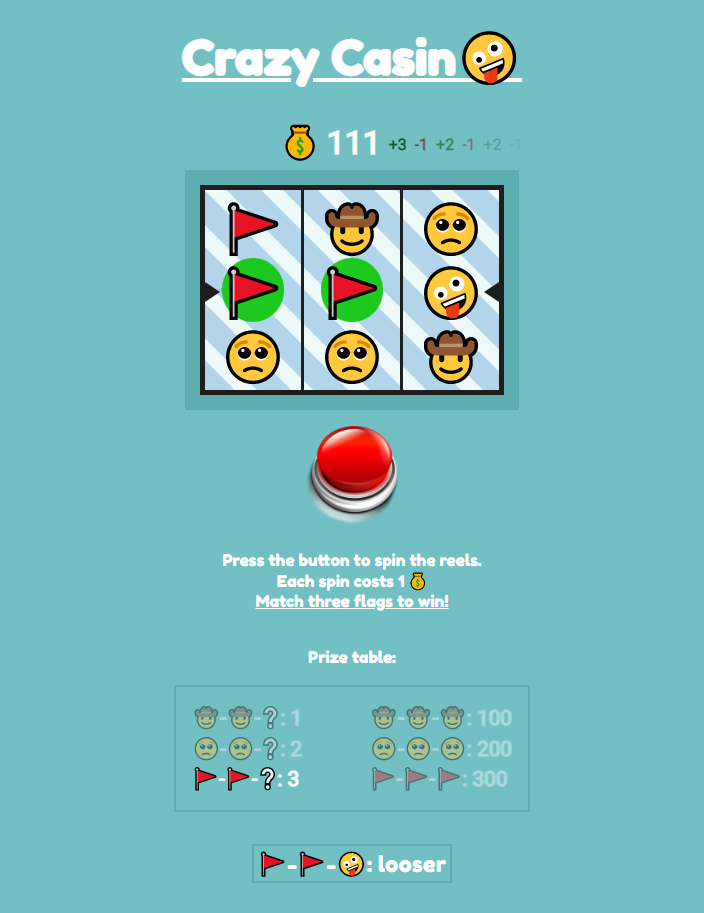 Crazy Casin🤪
111 +3 -1 +2 -1 +2 -1
Press the button to spin the reels.
Each spin costs 1 💰
Match three flags to win!
Prize table:
🤠-🤠-❔: 1 🤠-🤠-🤠: 100
🥺-🥺-❔: 2 🥺-🥺-🥺: 200
🚩-🚩-❔: 3 🚩-🚩-🚩: 300
🚩-🚩-🤪: looser